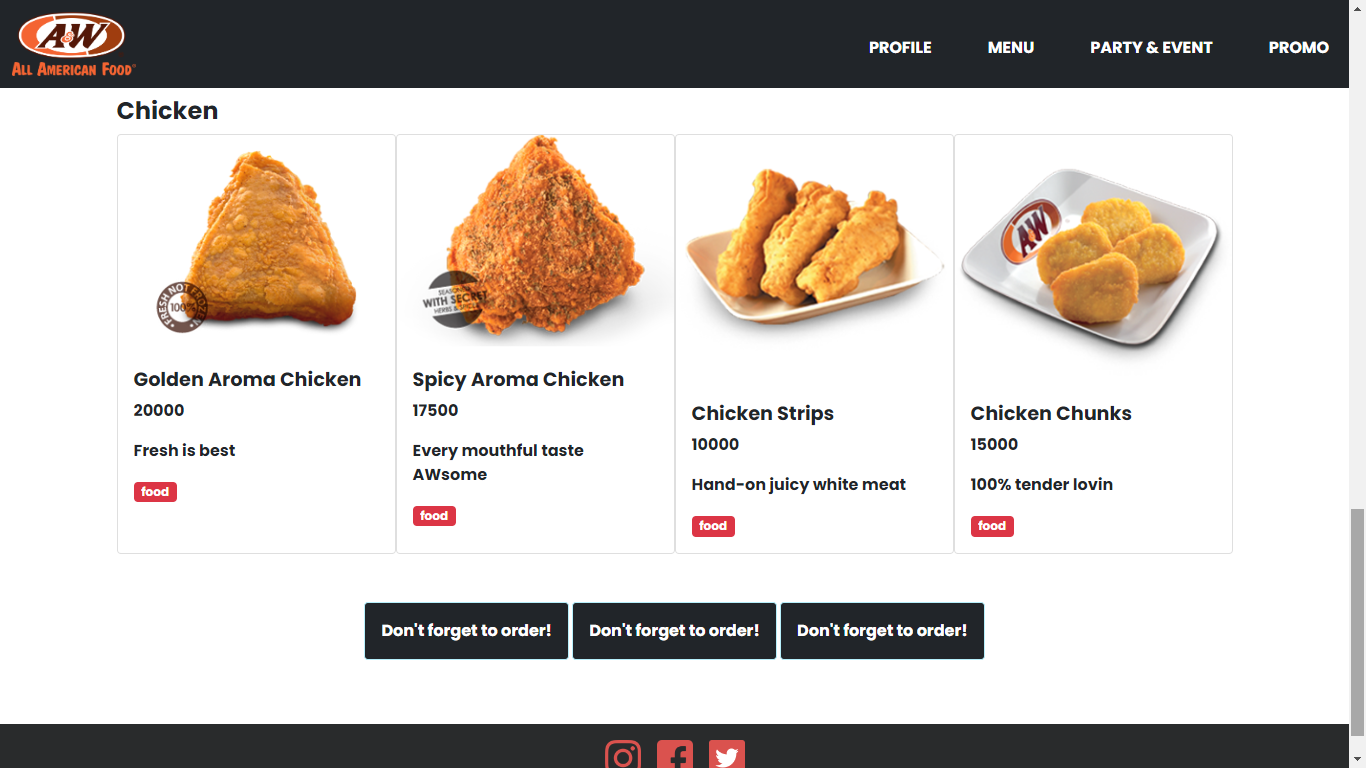 A&W
ALL AMERICAN FOOD
PROFILE MENU PARTY & EVENT PROMO
Chicken
FRESH NOT FROZEN
100%
SEASONED
WITH SECRET
HERBS & SPICES
A&W
Golden Aroma Chicken
20000
Fresh is best
food
Spicy Aroma Chicken
17500
Every mouthful taste
AWsome
food
Chicken Strips
10000
Hand-on juicy white meat
food
Chicken Chunks
15000
100% tender lovin
food
Don't forget to order! Don't forget to order! Don't forget to order!